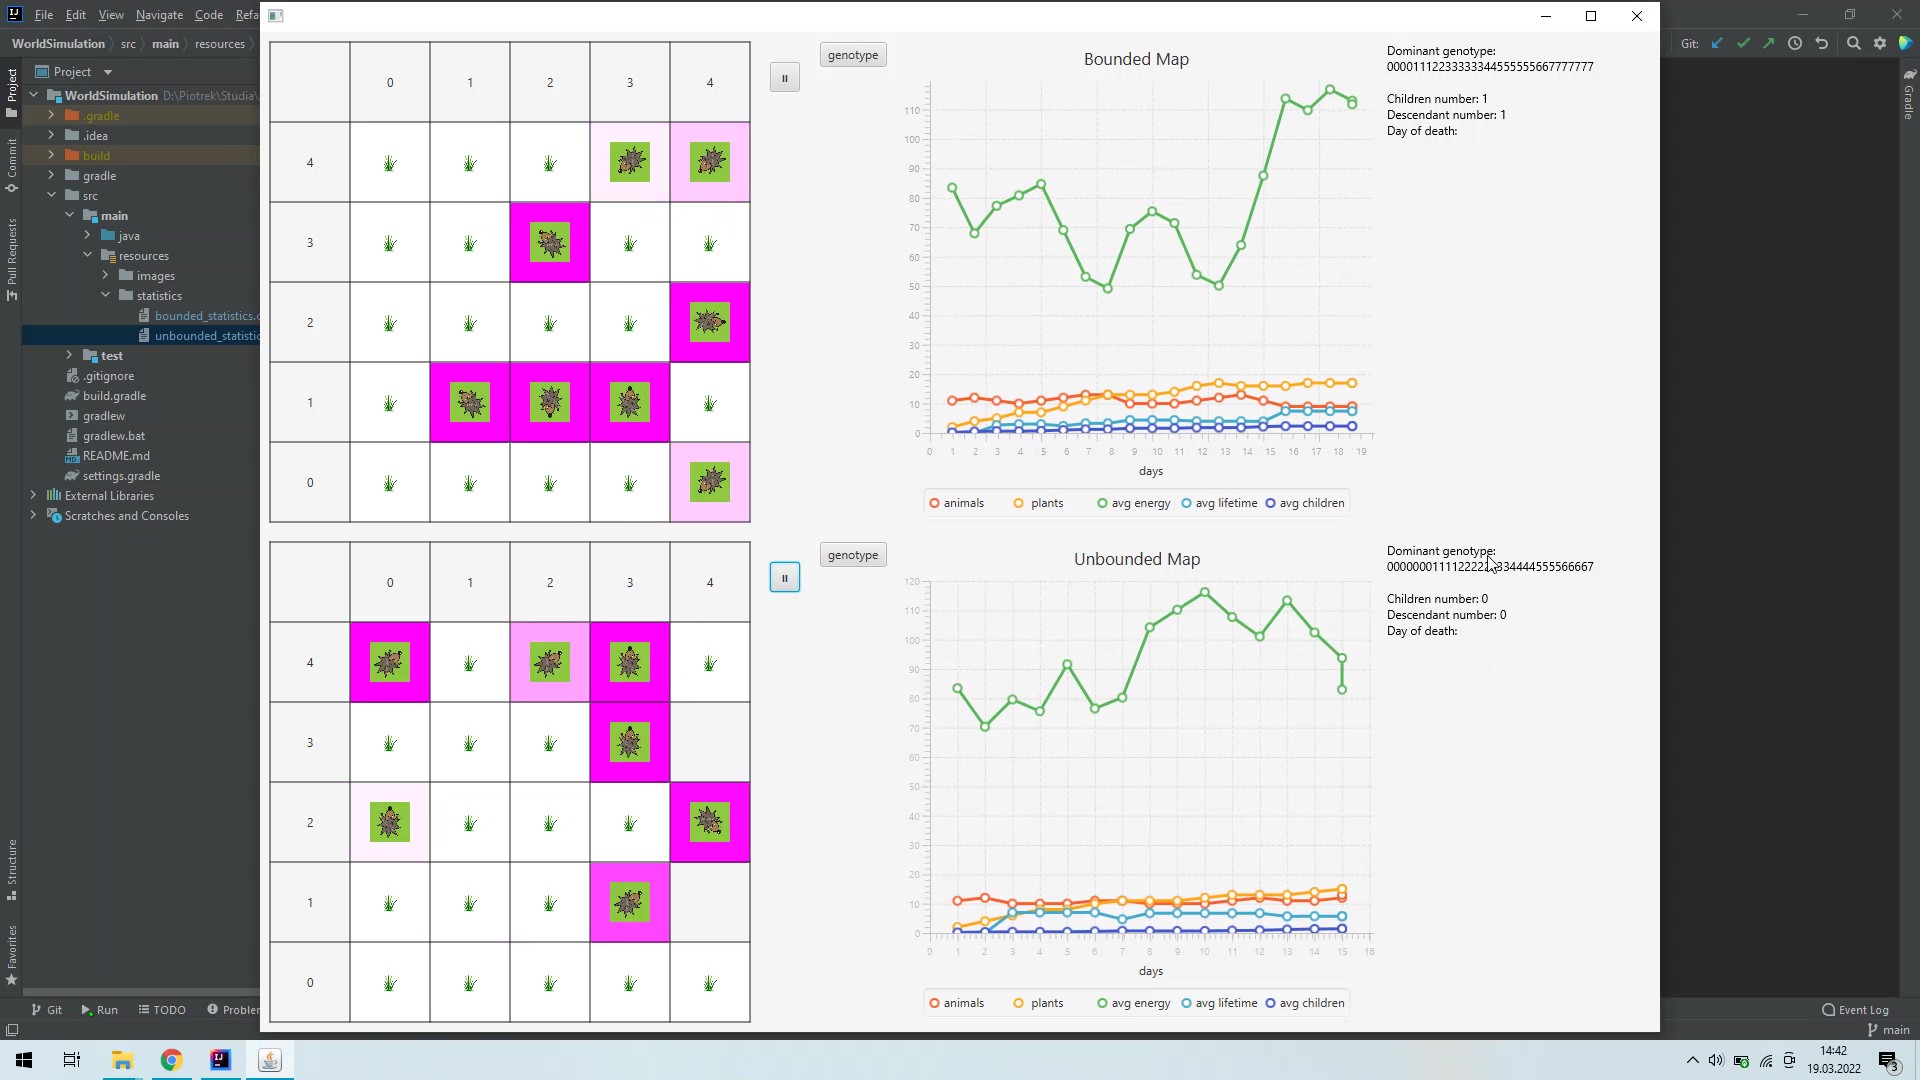 File Edit View Navigate Code Refa
WorldSimulation src main resources
Git:
Project
WorldSimulation D:\Piotrek\Studia\
.gradle
.idea
build
gradle
src
main
java
resources
images
statistics
bounded_statistics.
unbounded_statistic
test
.gitignore
build.gradle
gradlew
gradlew.bat
README.md
settings.gradle
External Libraries
Scratches and Consoles
Project
Commit
Pull Requests
Structure
Favorites
Gradle
0 1 2 3 4
4
3
2
1
0
genotype
Bounded Map
110
100
90
80
70
60
50
40
30
20
10
0
0 1 2 3 4 5 6 7 8 9 10 11 12 13 14 15 16 17 18 19
days
animals plants avg energy avg lifetime avg children
Dominant genotype:
Children number: 1
Descendant number: 1
Day of death:
0 1 2 3 4
4
3
2
1
0
genotype
Unbounded Map
120
110
100
90
80
70
60
50
40
30
20
10
0
0 1 2 3 4 5 6 7 8 9 10 11 12 13 14 15 16
days
animals plants avg energy avg lifetime avg children
Dominant genotype:
Children number: 0
Descendant number: 0
Day of death:
Git Run TODO Probler
Event Log
main
14:42
19.03.2022
3